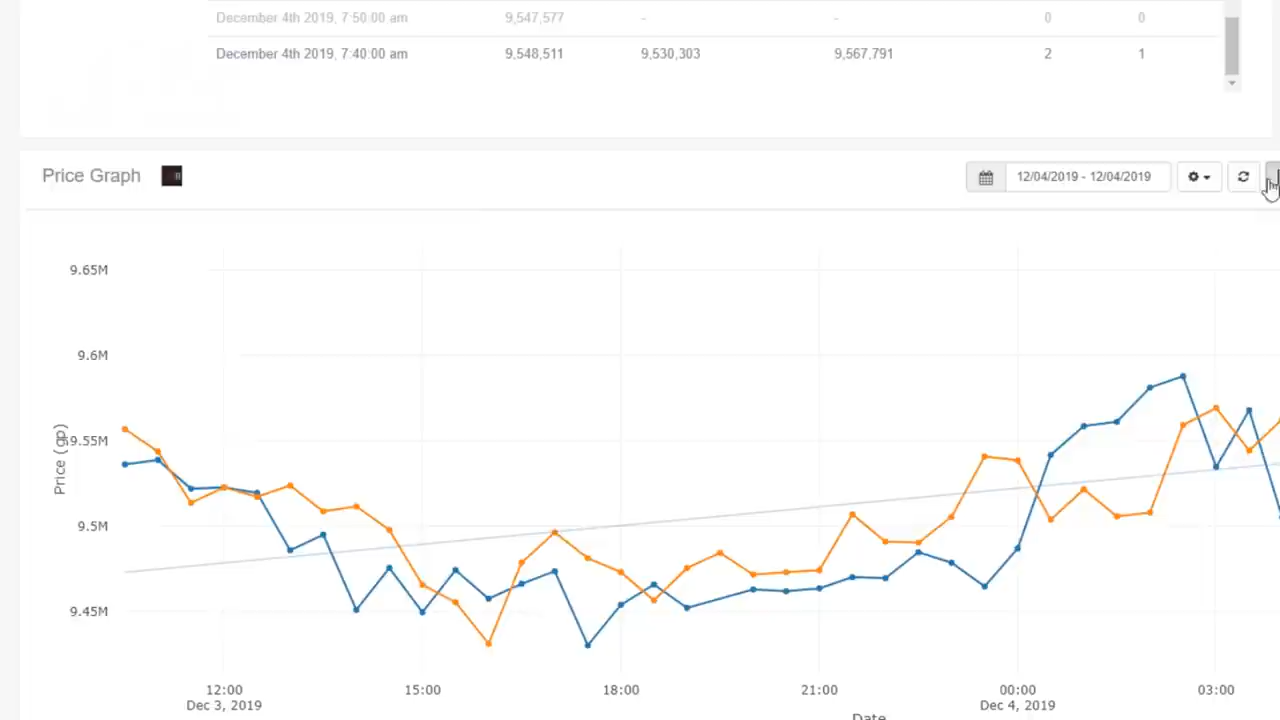 December 4th 2019, 7:50:00 am 9,547,577 - - 0 0
December 4th 2019, 7:40:00 am 9,548,511 9,530,303 9,567,791 2 1
Price Graph
12/04/2019 - 12/04/2019
9.65M
9.6M
9.55M
9.5M
9.45M
Price (gp)
12:00 15:00 18:00 21:00 00:00 03:00
Dec 3, 2019 Dec 4, 2019
Date